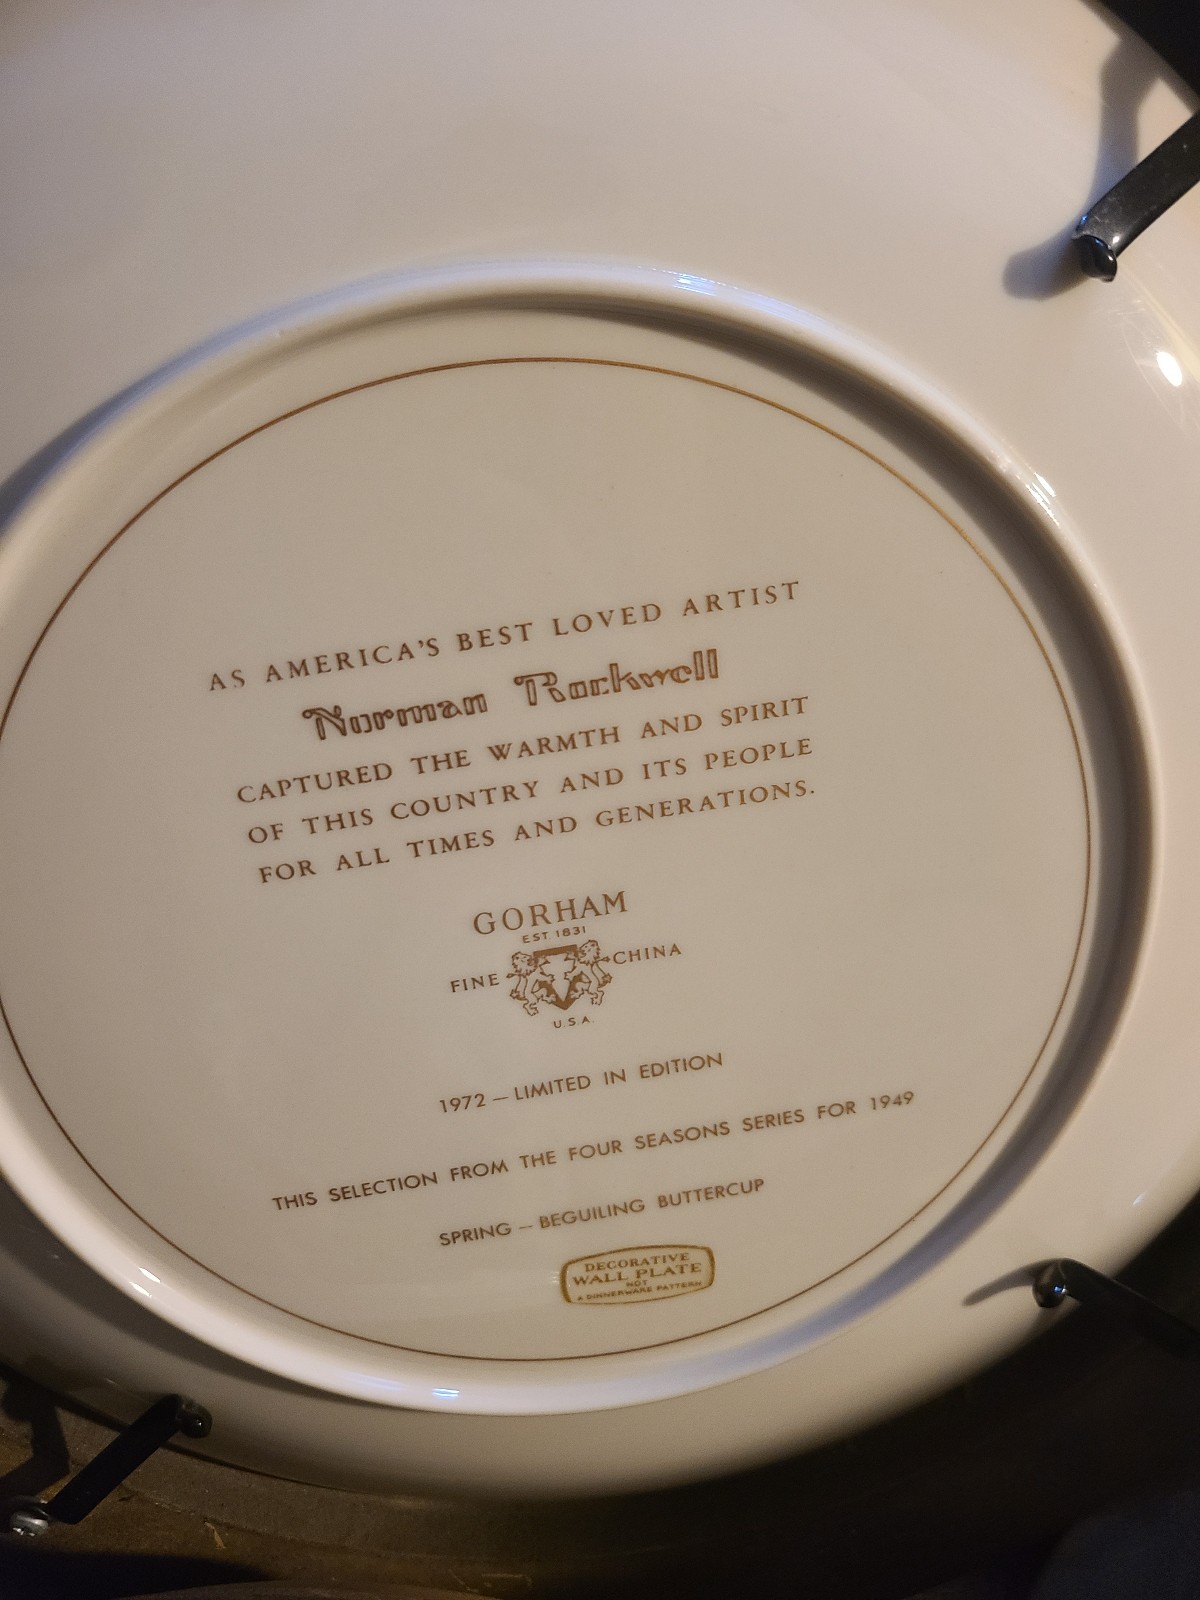 AS AMERICA'S BEST LOVED ARTIST
Norman Rockwell
CAPTURED THE WARMTH AND SPIRIT
OF THIS COUNTRY AND ITS PEOPLE
FOR ALL TIMES AND GENERATIONS.
GORHAM
EST. 1831
FINE CHINA
U.S.A.
1972 — LIMITED IN EDITION
THIS SELECTION FROM THE FOUR SEASONS SERIES FOR 1949
SPRING — BEGUILING BUTTERCUP
DECORATIVE
WALL PLATE
NOT
A DINNERWARE PATTERN